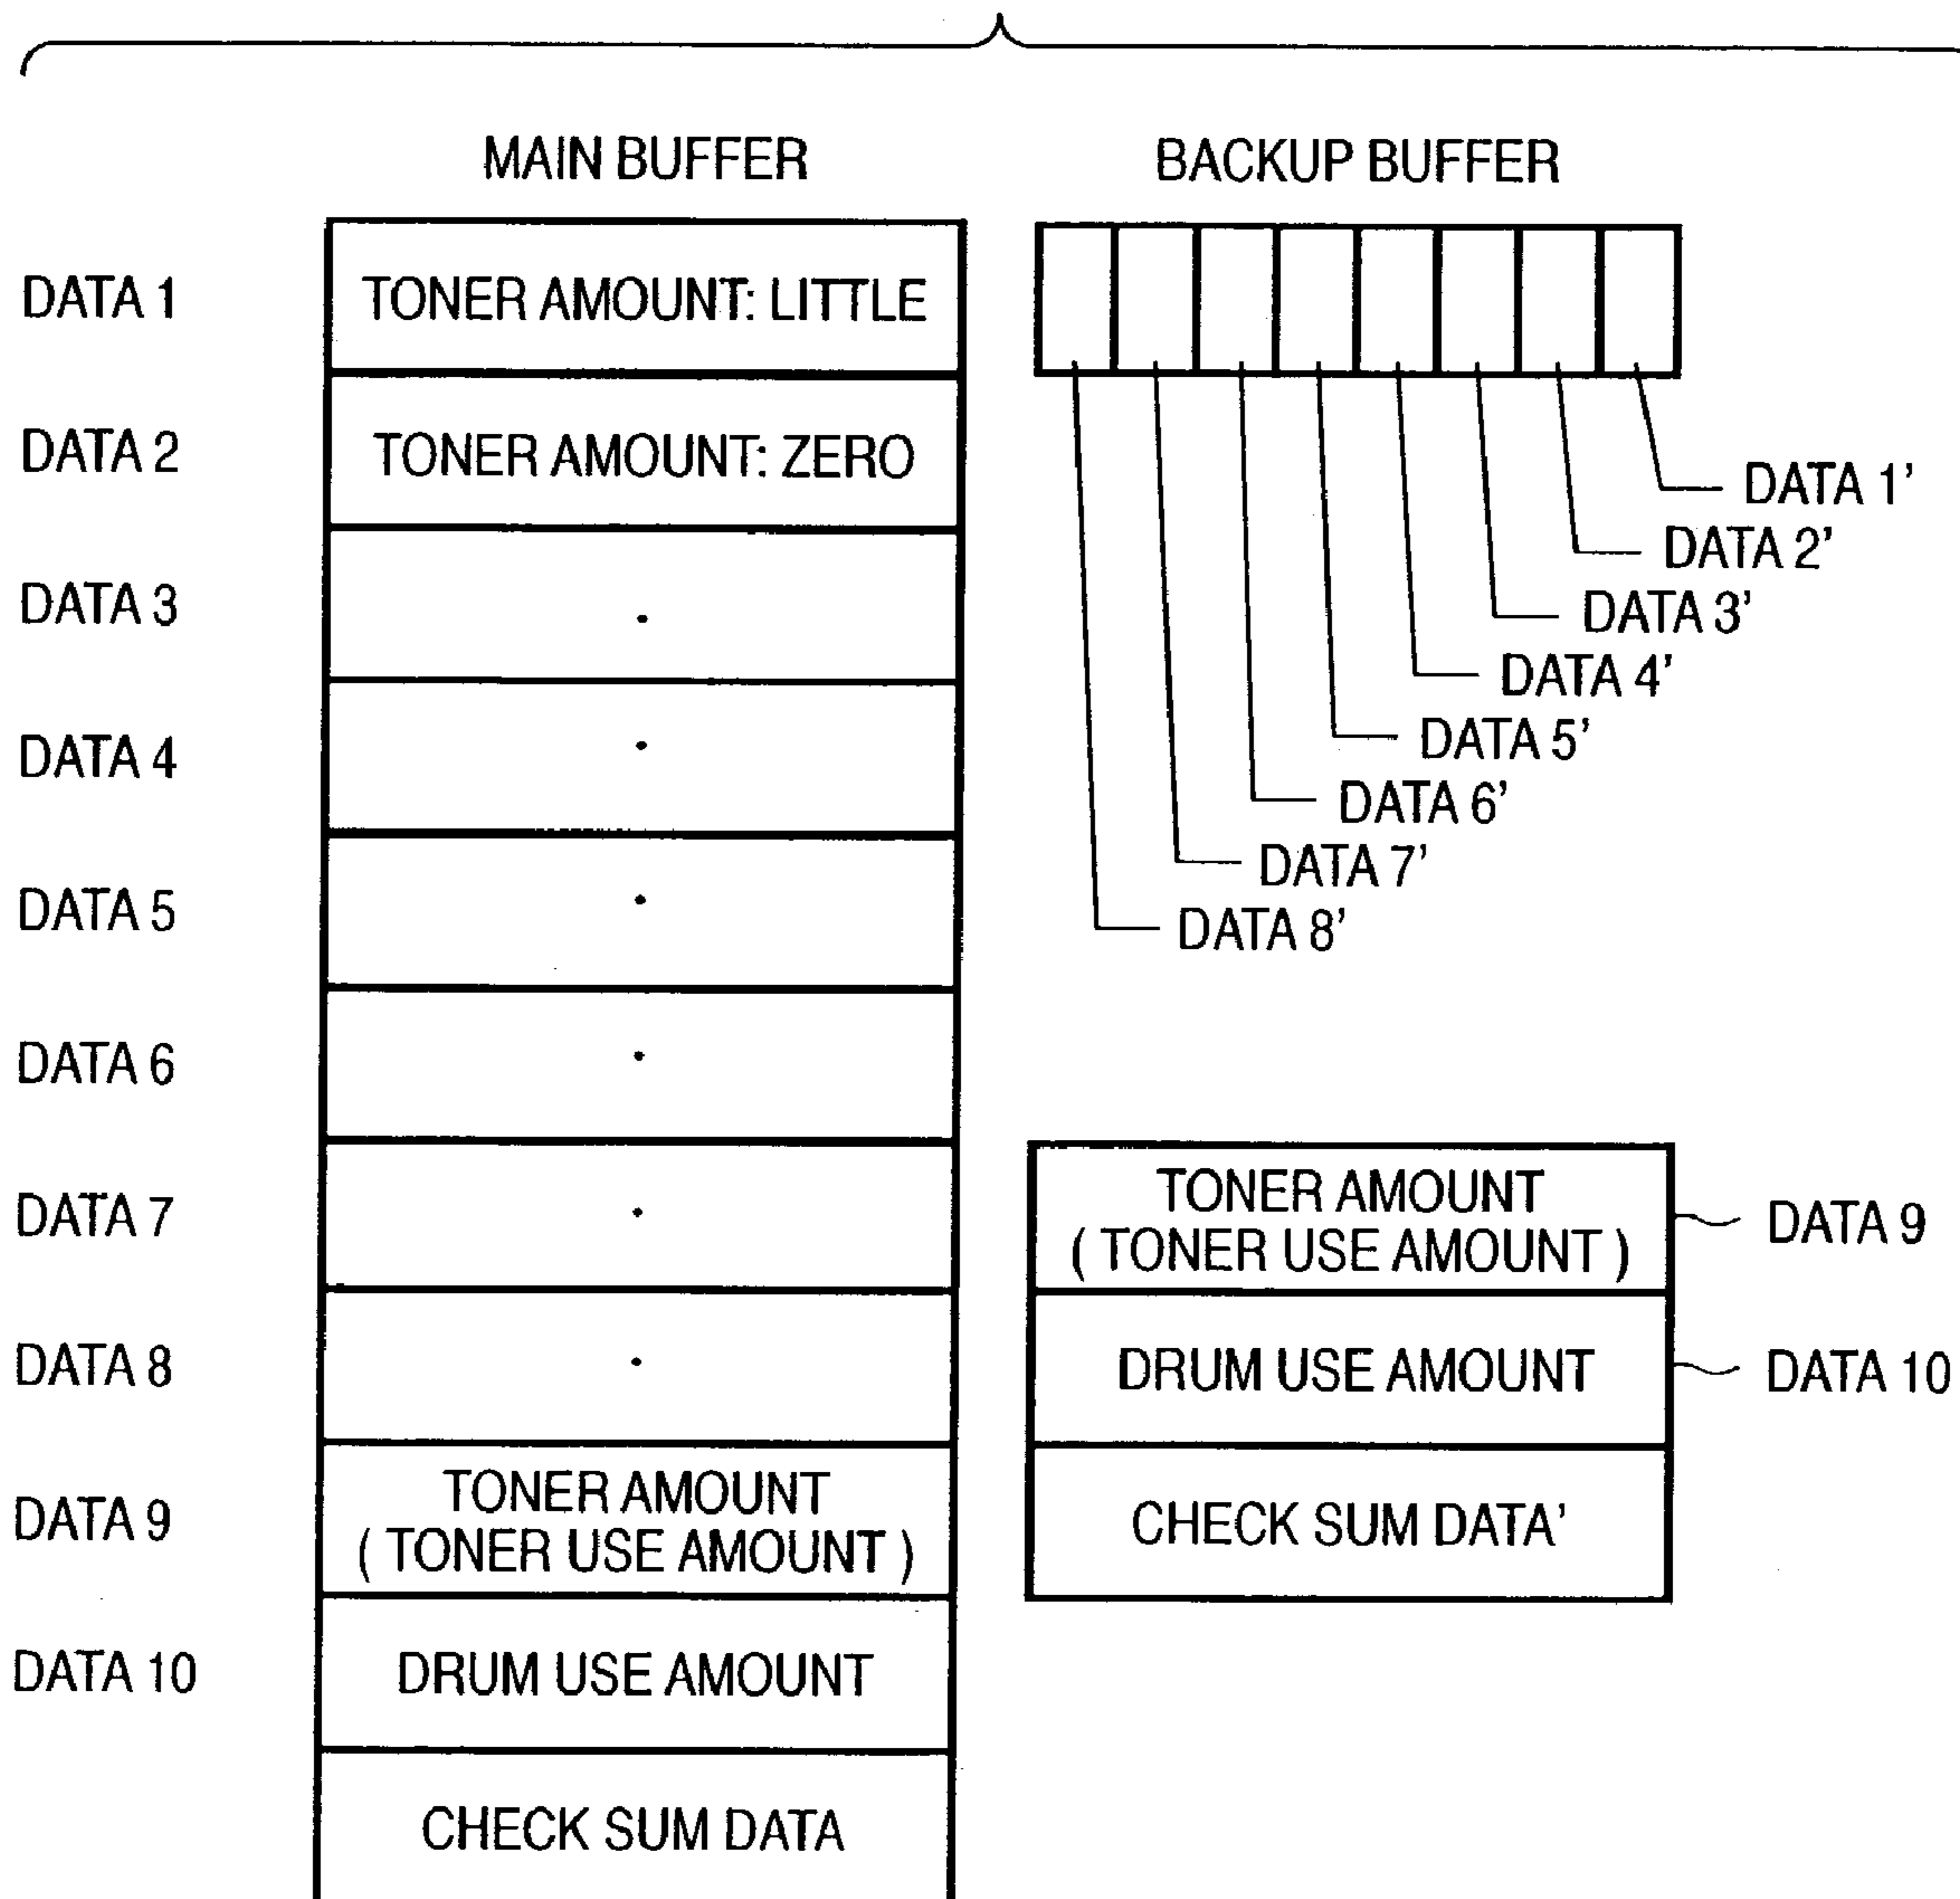 MAIN BUFFER
BACKUP BUFFER
DATA 1
TONER AMOUNT: LITTLE
DATA 2
TONER AMOUNT: ZERO
DATA 3
DATA 4
DATA 5
DATA 6
DATA 7
DATA 8
DATA 9
TONER AMOUNT
( TONER USE AMOUNT )
DATA 10
DRUM USE AMOUNT
CHECK SUM DATA
DATA 1'
DATA 2'
DATA 3'
DATA 4'
DATA 5'
DATA 6'
DATA 7'
DATA 8'
TONER AMOUNT
( TONER USE AMOUNT )
DATA 9
DRUM USE AMOUNT
DATA 10
CHECK SUM DATA'